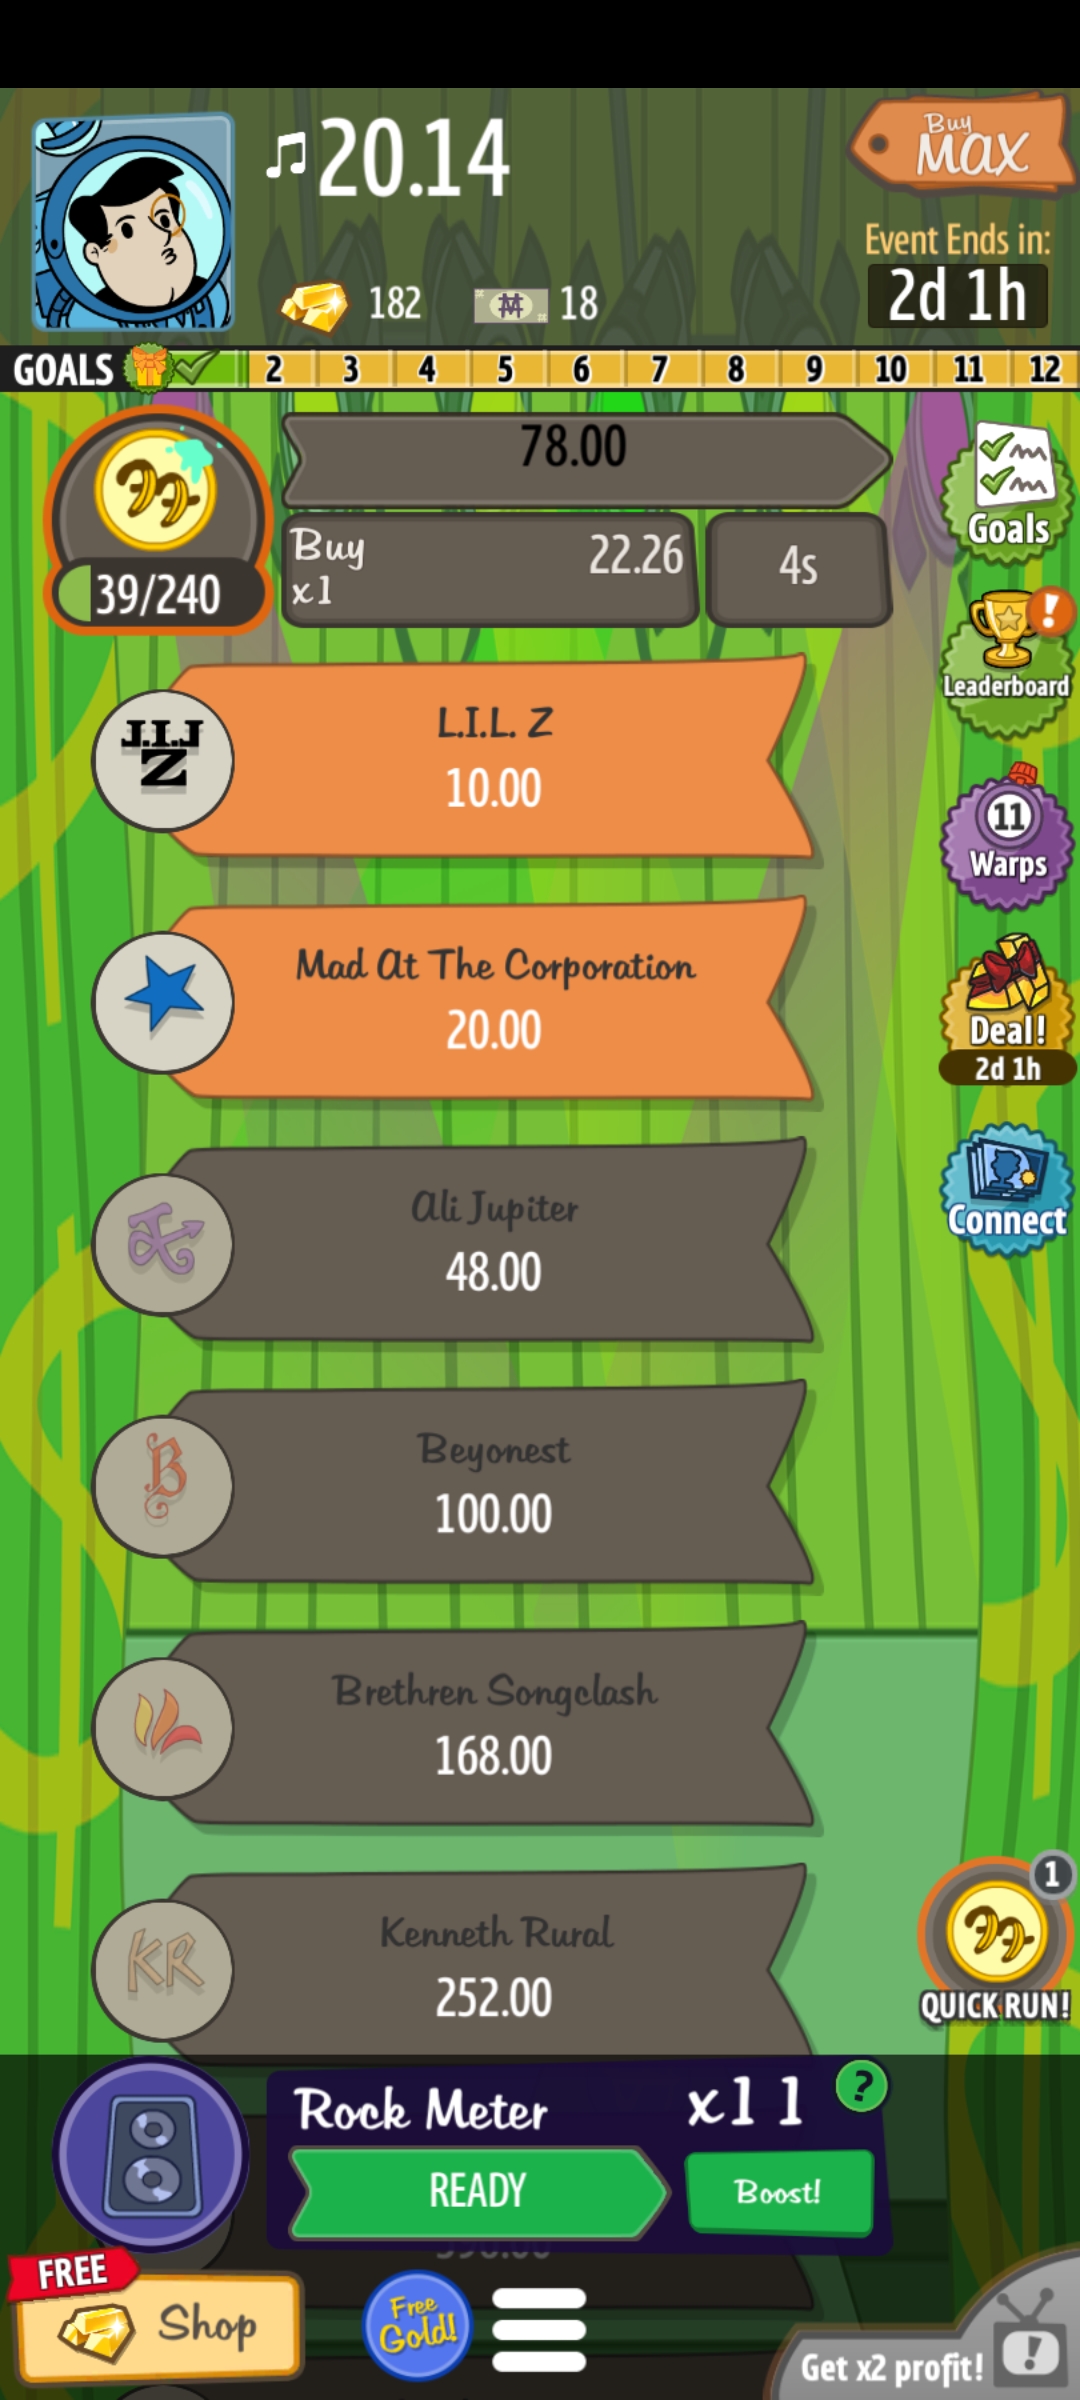 20.14
Buy
Max
182
18
Event Ends in:
2d 1h
GOALS 2 3 4 5 6 7 8 9 10 11 12
78.00
Buy
x1
22.26
4s
39/240
Goals
L.I.L. Z
10.00
LIL
Z
Leaderboard
Mad At The Corporation
20.00
11
Warps
Deal!
2d 1h
Ali Jupiter
48.00
Connect
Beyonest
100.00
B
Brethren Songclash
168.00
Kenneth Rural
252.00
KR
1
QUICK RUN!
Rock Meter
x11
?
READY
Boost!
FREE
Shop
Free
Gold!
Get x2 profit!